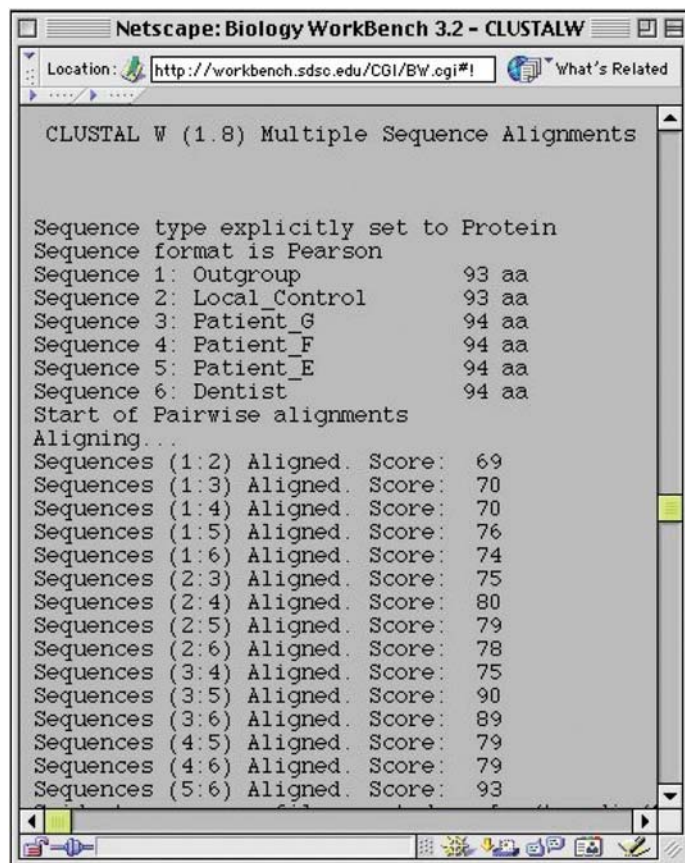 Netscape: Biology WorkBench 3.2 - CLUSTALW
Location: http://workbench.sdsc.edu/CGI/BW.cgi#! What's Related
CLUSTAL W (1.8) Multiple Sequence Alignments
Sequence type explicitly set to Protein
Sequence format is Pearson
Sequence 1: Outgroup 93 aa
Sequence 2: Local_Control 93 aa
Sequence 3: Patient_G 94 aa
Sequence 4: Patient_F 94 aa
Sequence 5: Patient_E 94 aa
Sequence 6: Dentist 94 aa
Start of Pairwise alignments
Aligning...
Sequences (1:2) Aligned. Score: 69
Sequences (1:3) Aligned. Score: 70
Sequences (1:4) Aligned. Score: 70
Sequences (1:5) Aligned. Score: 76
Sequences (1:6) Aligned. Score: 74
Sequences (2:3) Aligned. Score: 75
Sequences (2:4) Aligned. Score: 80
Sequences (2:5) Aligned. Score: 79
Sequences (2:6) Aligned. Score: 78
Sequences (3:4) Aligned. Score: 75
Sequences (3:5) Aligned. Score: 90
Sequences (3:6) Aligned. Score: 89
Sequences (4:5) Aligned. Score: 79
Sequences (4:6) Aligned. Score: 79
Sequences (5:6) Aligned. Score: 93